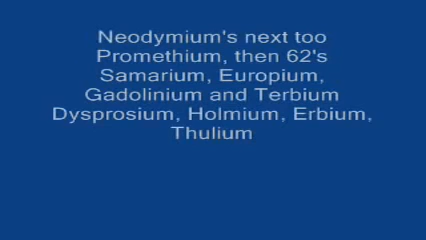 Neodymium's next too
Promethium, then 62's
Samarium, Europium,
Gadolinium and Terbium
Dysprosium, Holmium, Erbium,
Thulium